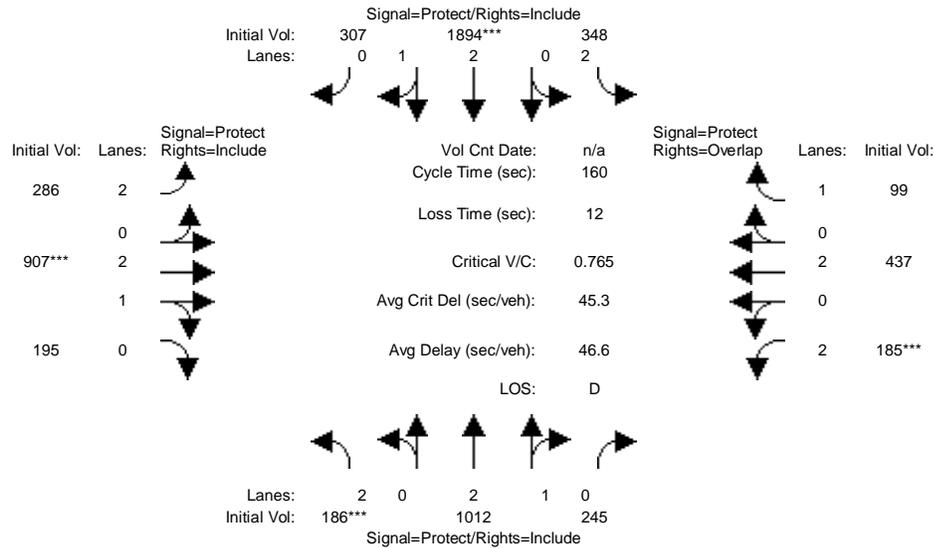 Signal=Protect/Rights=Include
Initial Vol: 307 1894*** 348
Lanes: 0 1 2 0 2
Signal=Protect
Initial Vol: Lanes: Rights=Include
Vol Cnt Date: n/a
Signal=Protect
Rights=Overlap Lanes: Initial Vol:
Cycle Time (sec): 160
286 2
1 99
Loss Time (sec): 12
0
0
907*** 2
Critical V/C: 0.765
2 437
1
Avg Crit Del (sec/veh): 45.3
0
195 0
Avg Delay (sec/veh): 46.6
2 185***
LOS: D
Lanes: 2 0 2 1 0
Initial Vol: 186*** 1012 245
Signal=Protect/Rights=Include